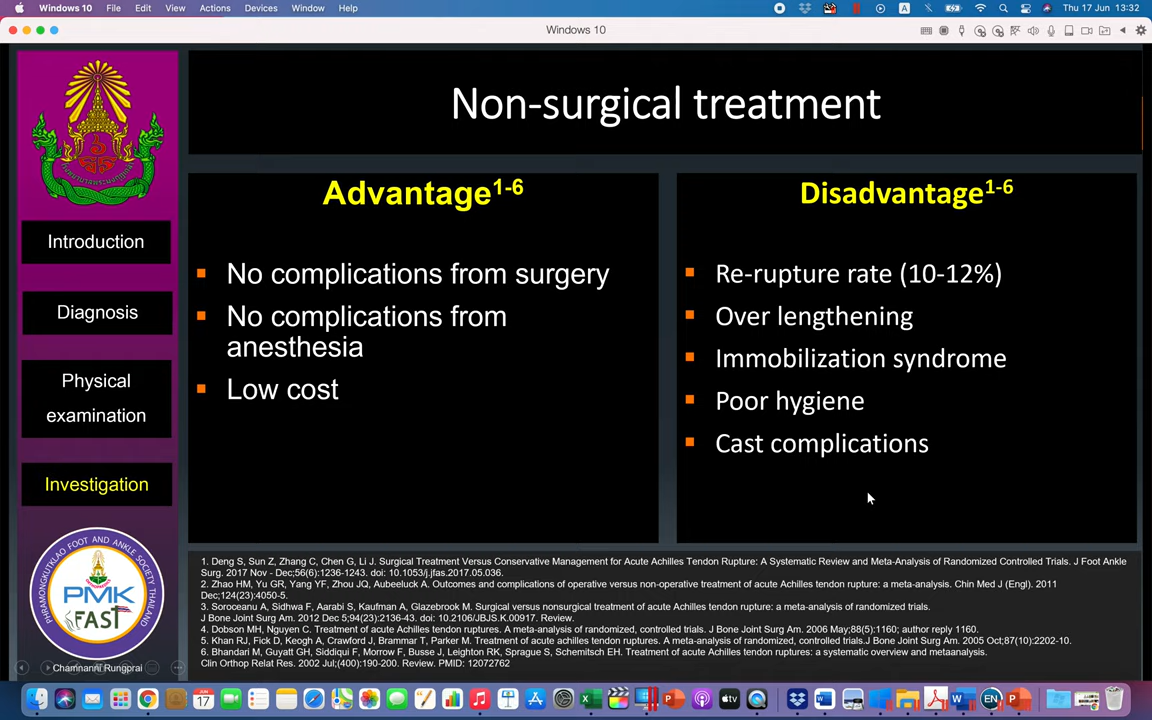 Windows 10 File Edit View Actions Devices Window Help
Thu 17 Jun 13:32
Windows 10
Non-surgical treatment
Introduction
Diagnosis
Physical
examination
Investigation
PHRAMONGKUTKLAO FOOT AND ANKLE SOCIETY
THAILAND
PMK
FAST
Chamnanni Rungprai
Advantage1-6
No complications from surgery
No complications from
anesthesia
Low cost
Disadvantage1-6
Re-rupture rate (10-12%)
Over lengthening
Immobilization syndrome
Poor hygiene
Cast complications
1. Deng S, Sun Z, Zhang C, Chen G, Li J. Surgical Treatment Versus Conservative Management for Acute Achilles Tendon Rupture: A Systematic Review and Meta-Analysis of Randomized Controlled Trials. J Foot Ankle
Surg. 2017 Nov - Dec;56(6):1236-1243. doi: 10.1053/j.jfas.2017.05.036.
2. Zhao HM, Yu GR, Yang YF, Zhou JQ, Aubeeluck A. Outcomes and complications of operative versus non-operative treatment of acute Achilles tendon rupture: a meta-analysis. Chin Med J (Engl). 2011
Dec;124(23):4050-5.
3. Soroceanu A, Sidhwa F, Aarabi S, Kaufman A, Glazebrook M. Surgical versus nonsurgical treatment of acute Achilles tendon rupture: a meta-analysis of randomized trials.
J Bone Joint Surg Am. 2012 Dec 5;94(23):2136-43. doi: 10.2106/JBJS.K.00917. Review.
4. Dobson MH, Nguyen C. Treatment of acute Achilles tendon ruptures. A meta-analysis of randomized, controlled trials. J Bone Joint Surg Am. 2006 May;88(5):1160; author reply 1160.
5. Khan RJ, Fick D, Keogh A, Crawford J, Brammar T, Parker M. Treatment of acute achilles tendon ruptures. A meta-analysis of randomized, controlled trials.J Bone Joint Surg Am. 2005 Oct;87(10):2202-10.
6. Bhandari M, Guyatt GH, Siddiqui F, Morrow F, Busse J, Leighton RK, Sprague S, Schemitsch EH. Treatment of acute achilles tendon ruptures: a systematic overview and metaanalysis.
Clin Orthop Relat Res. 2002 Jul;(400):190-200. Review. PMID: 12072762